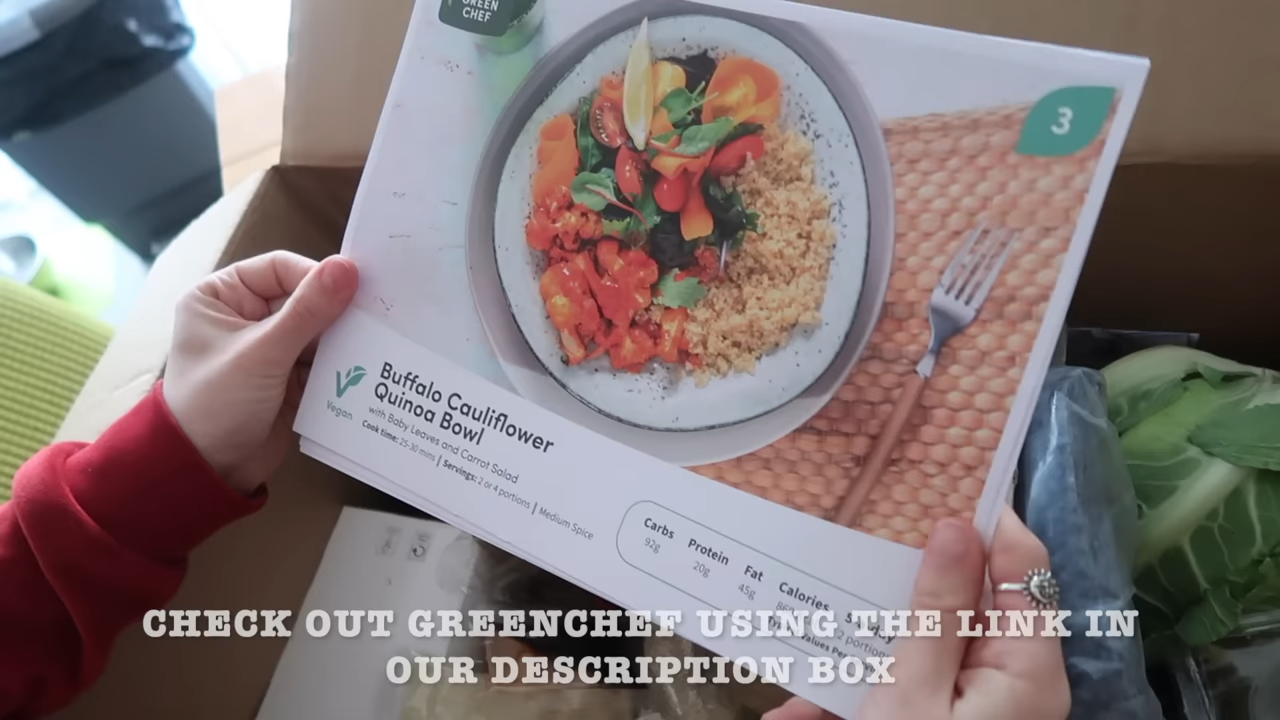 GREEN
CHEF
3
Vegan
Buffalo Cauliflower
Quinoa Bowl
with Baby Leaves and Carrot Salad
Cook time: 25-30 mins | Servings: 2 or 4 portions | Medium Spice
Carbs Protein Fat Calories
92g 20g 45g
CHECK OUT GREENCHEF USING THE LINK IN
OUR DESCRIPTION BOX